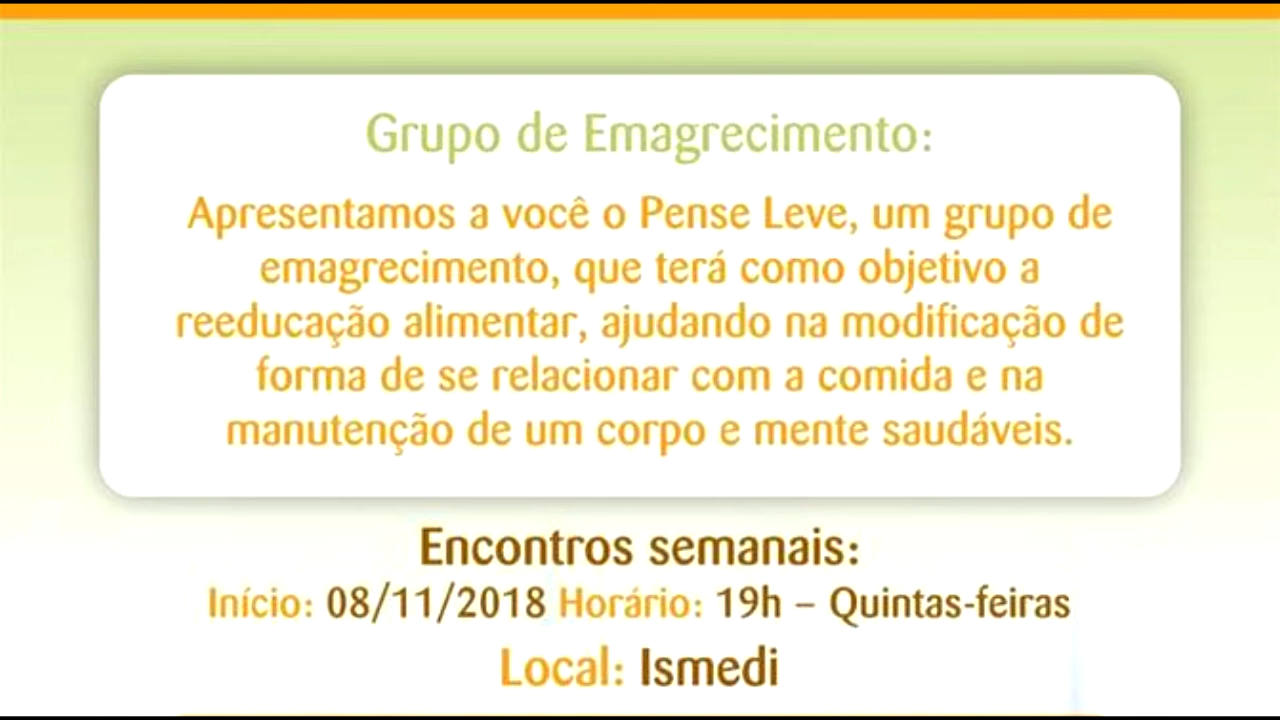 Grupo de Emagrecimento:
Apresentamos a você o Pense Leve, um grupo de
emagrecimento, que terá como objetivo a
reeducação alimentar, ajudando na modificação de
forma de se relacionar com a comida e na
manutenção de um corpo e mente saudáveis.
Encontros semanais:
Início: 08/11/2018 Horário: 19h – Quintas-feiras
Local: Ismedi